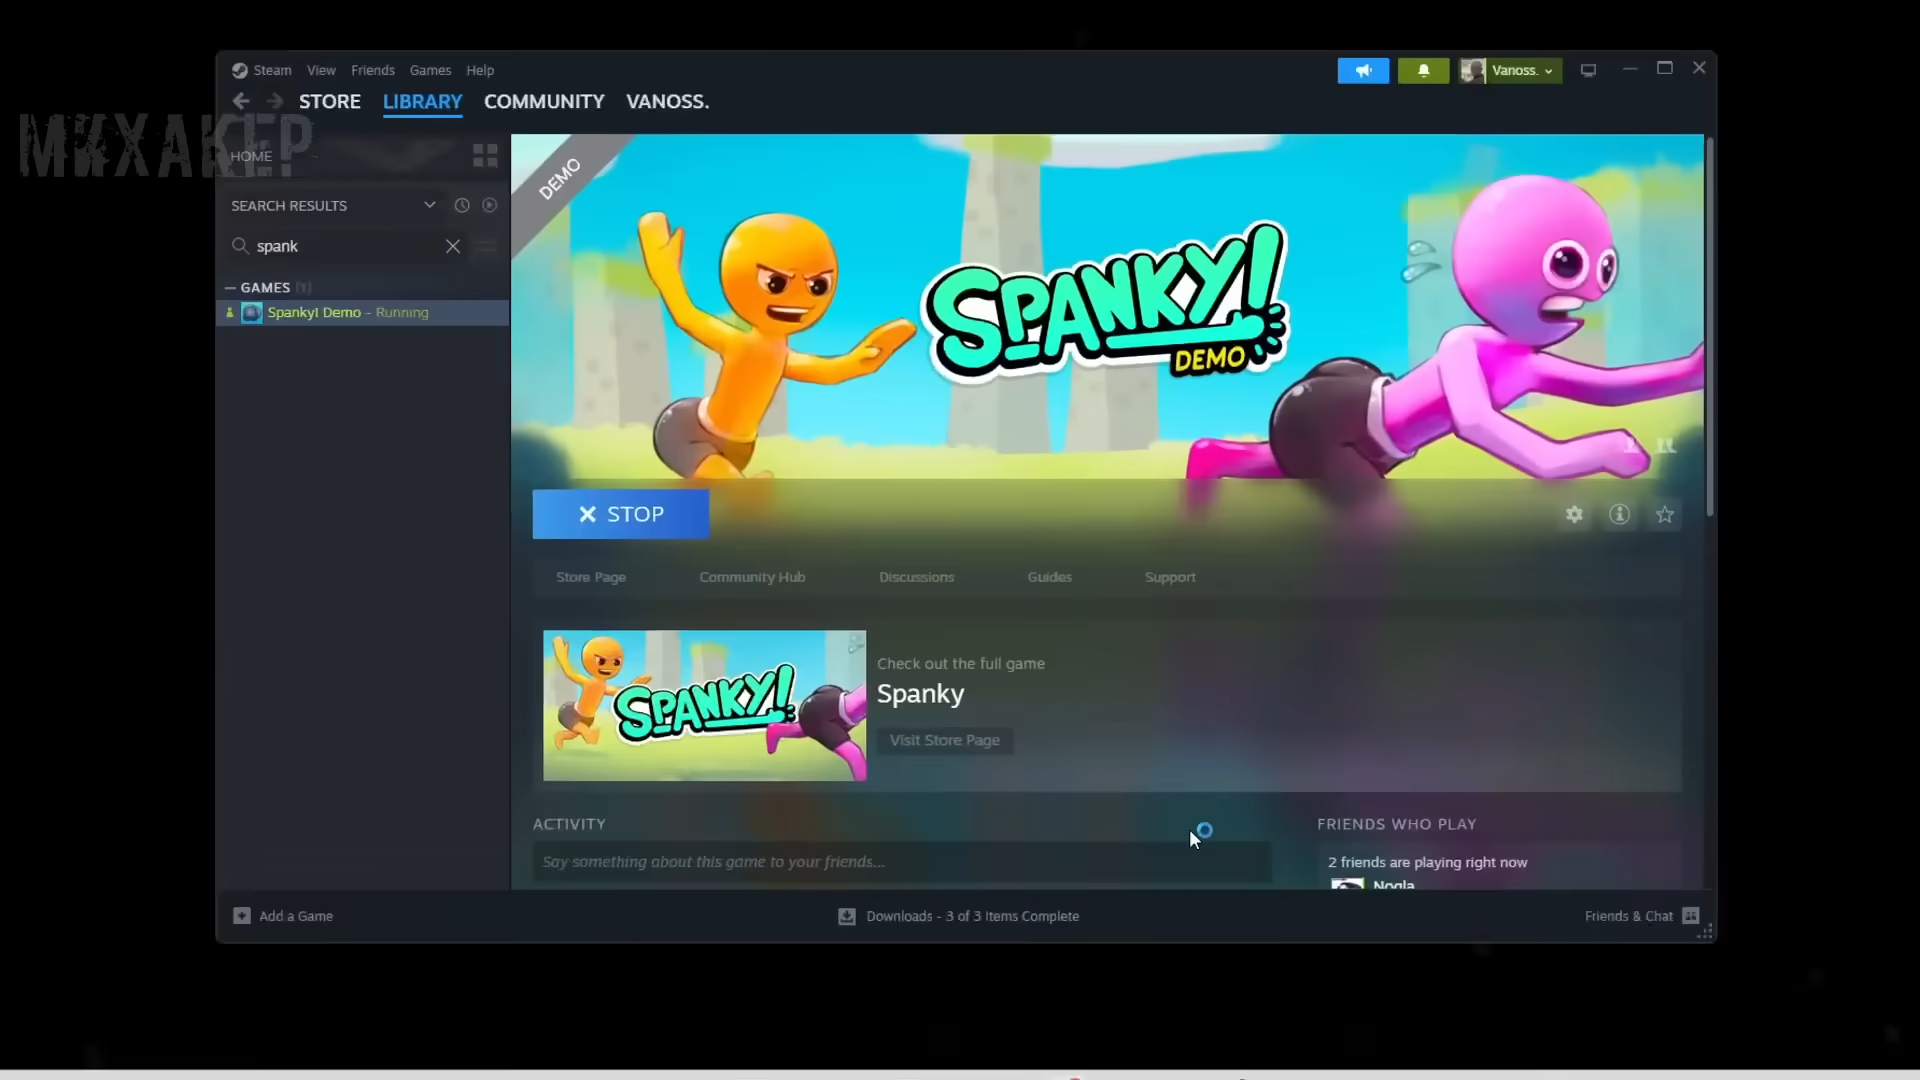 Steam View Friends Games Help
Vanoss.
STORE LIBRARY COMMUNITY VANOSS.
МИХАКЕР
HOME
SEARCH RESULTS
spank
GAMES (1)
Spanky! Demo - Running
DEMO
SPANKY!
DEMO
STOP
Store Page Community Hub Discussions Guides Support
SPANKY!
Check out the full game
Spanky
Visit Store Page
ACTIVITY
Say something about this game to your friends...
FRIENDS WHO PLAY
2 friends are playing right now
Nogla
Add a Game
Downloads - 3 of 3 Items Complete
Friends & Chat